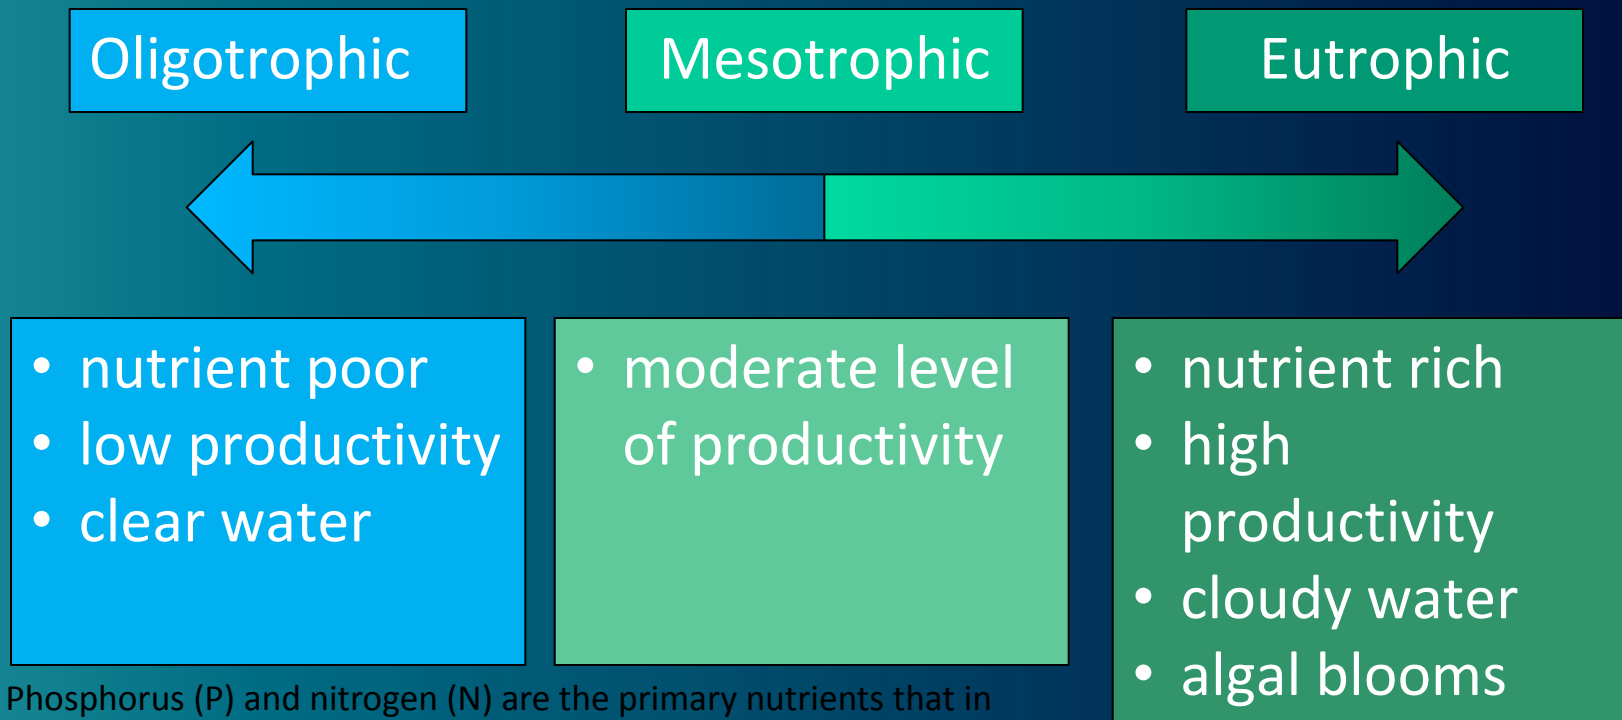 Oligotrophic
Mesotrophic
Eutrophic
• nutrient poor
• low productivity
• clear water
• moderate level
of productivity
• nutrient rich
• high
productivity
• cloudy water
• algal blooms
Phosphorus (P) and nitrogen (N) are the primary nutrients that in